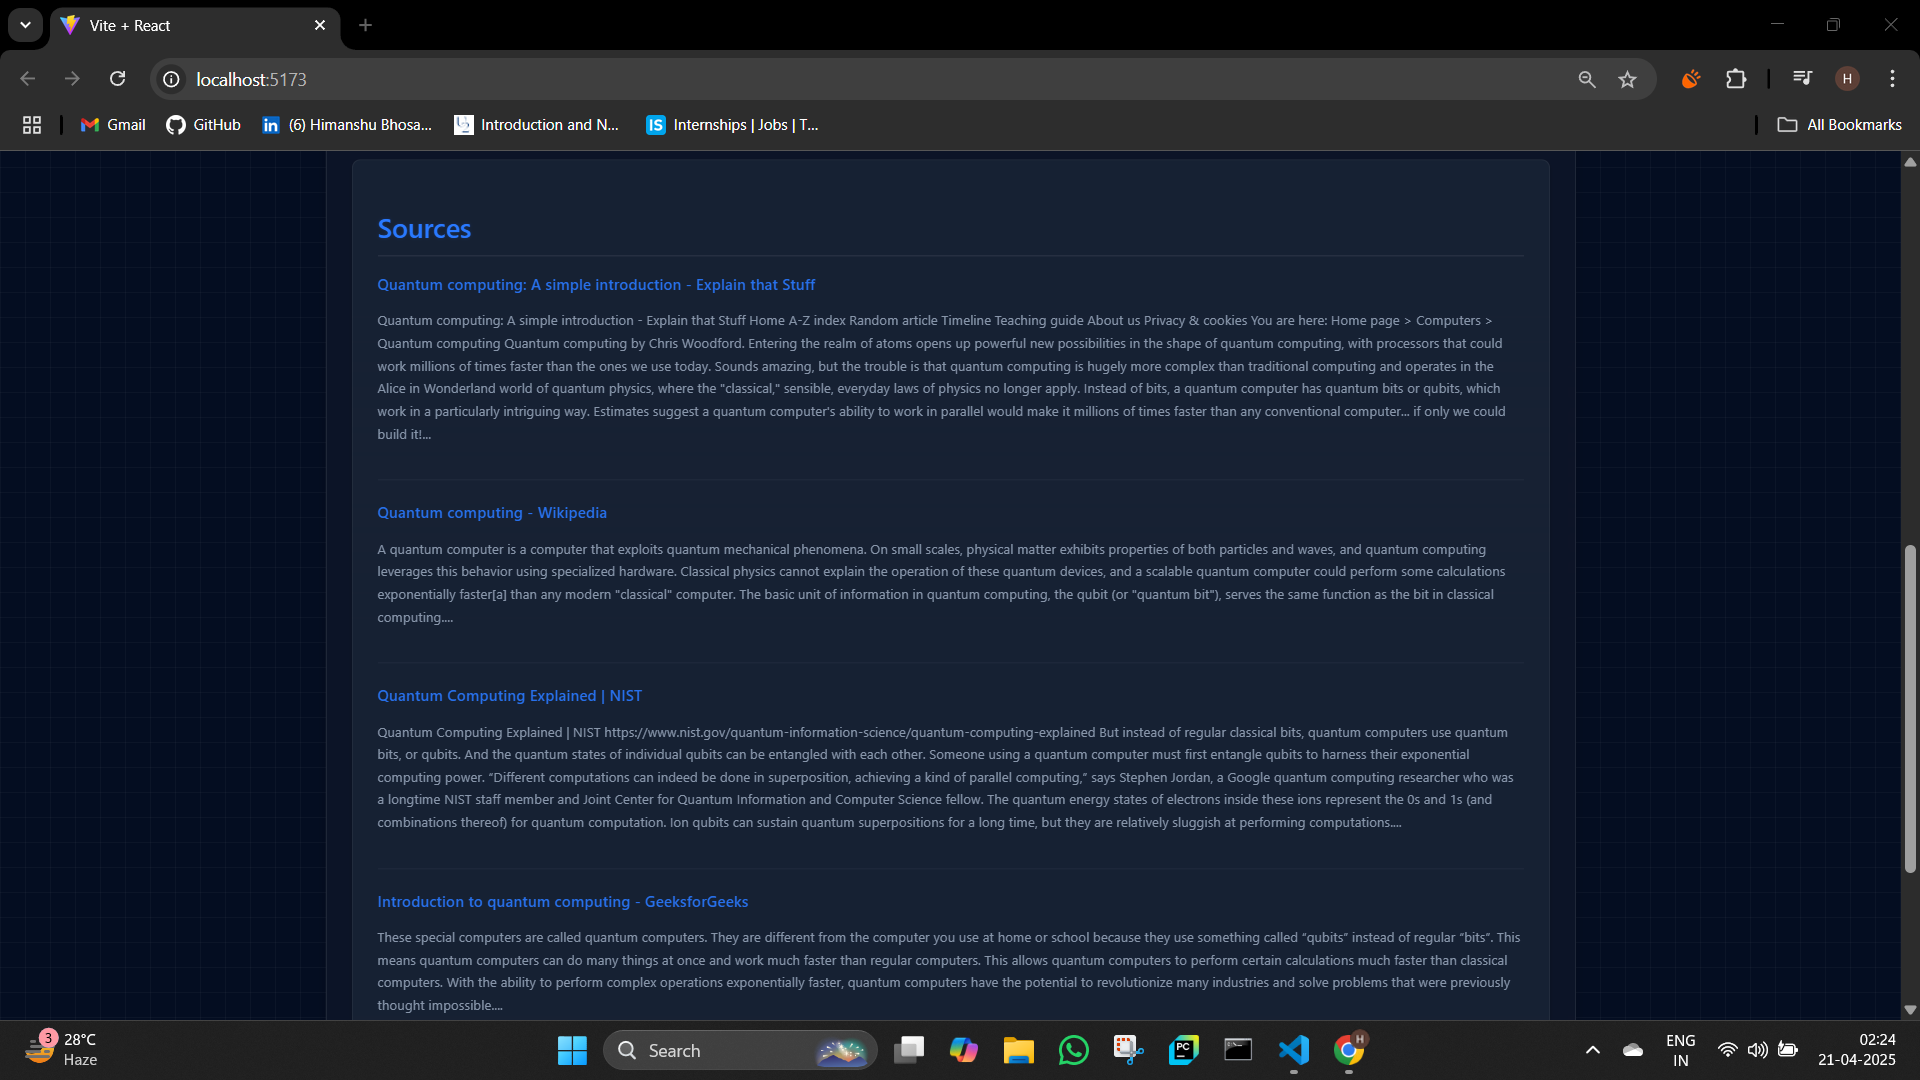 Vite + React
localhost:5173
H
Gmail
GitHub
in
(6) Himanshu Bhosa...
Introduction and N...
IS
Internships | Jobs | T...
All Bookmarks
Sources
Quantum computing: A simple introduction - Explain that Stuff
Quantum computing: A simple introduction - Explain that Stuff Home A-Z index Random article Timeline Teaching guide About us Privacy & cookies You are here: Home page > Computers >
Quantum computing Quantum computing by Chris Woodford. Entering the realm of atoms opens up powerful new possibilities in the shape of quantum computing, with processors that could
work millions of times faster than the ones we use today. Sounds amazing, but the trouble is that quantum computing is hugely more complex than traditional computing and operates in the
Alice in Wonderland world of quantum physics, where the "classical," sensible, everyday laws of physics no longer apply. Instead of bits, a quantum computer has quantum bits or qubits, which
work in a particularly intriguing way. Estimates suggest a quantum computer's ability to work in parallel would make it millions of times faster than any conventional computer... if only we could
build it!...
Quantum computing - Wikipedia
A quantum computer is a computer that exploits quantum mechanical phenomena. On small scales, physical matter exhibits properties of both particles and waves, and quantum computing
leverages this behavior using specialized hardware. Classical physics cannot explain the operation of these quantum devices, and a scalable quantum computer could perform some calculations
exponentially faster[a] than any modern "classical" computer. The basic unit of information in quantum computing, the qubit (or "quantum bit"), serves the same function as the bit in classical
computing....
Quantum Computing Explained | NIST
Quantum Computing Explained | NIST https://www.nist.gov/quantum-information-science/quantum-computing-explained But instead of regular classical bits, quantum computers use quantum
bits, or qubits. And the quantum states of individual qubits can be entangled with each other. Someone using a quantum computer must first entangle qubits to harness their exponential
computing power. “Different computations can indeed be done in superposition, achieving a kind of parallel computing,” says Stephen Jordan, a Google quantum computing researcher who was
a longtime NIST staff member and Joint Center for Quantum Information and Computer Science fellow. The quantum energy states of electrons inside these ions represent the 0s and 1s (and
combinations thereof) for quantum computation. Ion qubits can sustain quantum superpositions for a long time, but they are relatively sluggish at performing computations....
Introduction to quantum computing - GeeksforGeeks
These special computers are called quantum computers. They are different from the computer you use at home or school because they use something called “qubits” instead of regular “bits”. This
means quantum computers can do many things at once and work much faster than regular computers. This allows quantum computers to perform certain calculations much faster than classical
computers. With the ability to perform complex operations exponentially faster, quantum computers have the potential to revolutionize many industries and solve problems that were previously
thought impossible....
3
28°C
Haze
Search
PC
H
ENG
IN
02:24
21-04-2025